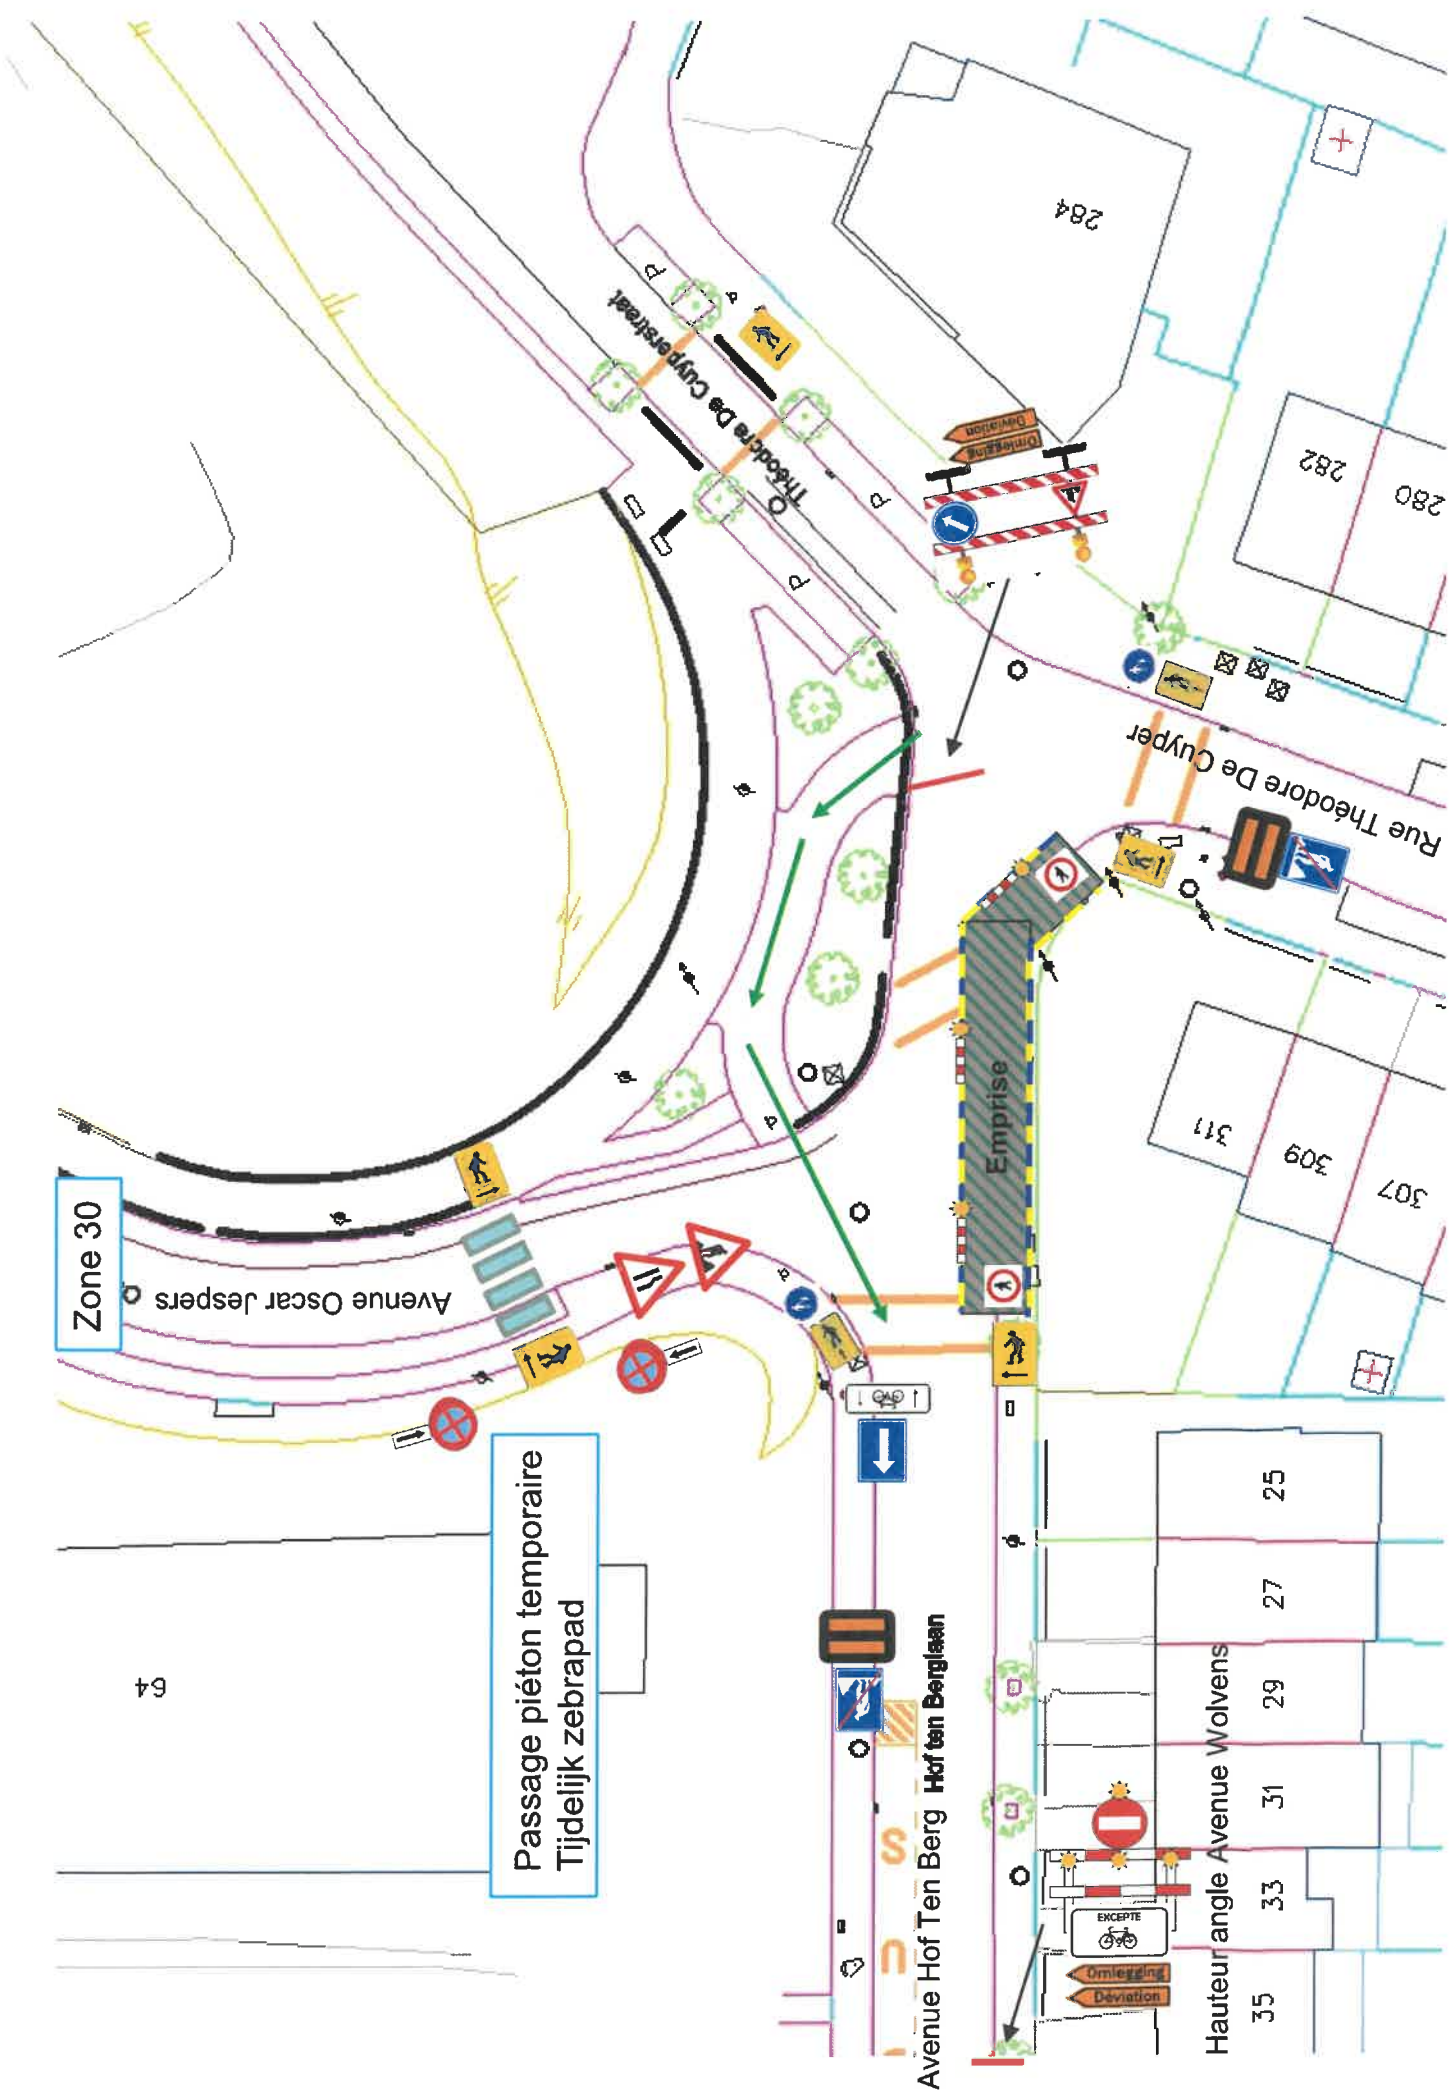 Zone 30
Avenue Oscar Jespers
Passage piéton temporaire
Tijdelijk zebrapad
64
Théodore De Cuyperstraat
P
P
P
284
282
280
Omlegging
Déviation
Rue Théodore De Cuyper
Emprise
311
309
307
Avenue Hof Ten Berg Hof ten Berglaan
S
U
25
27
29
31
33
35
Hauteur angle Avenue Wolvens
EXCEPTE
Omlegging
Déviation